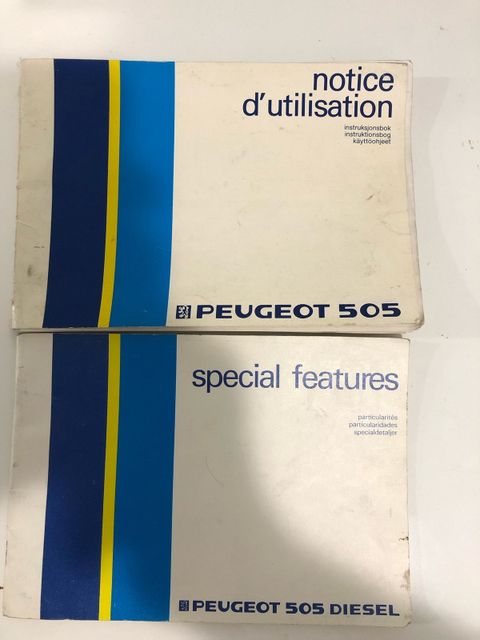 notice
d'utilisation
instruksjonsbok
instruktionsbog
käyttöohjeet
PEUGEOT 505
special features
particularités
particularidades
specialdetaljer
PEUGEOT 505 DIESEL